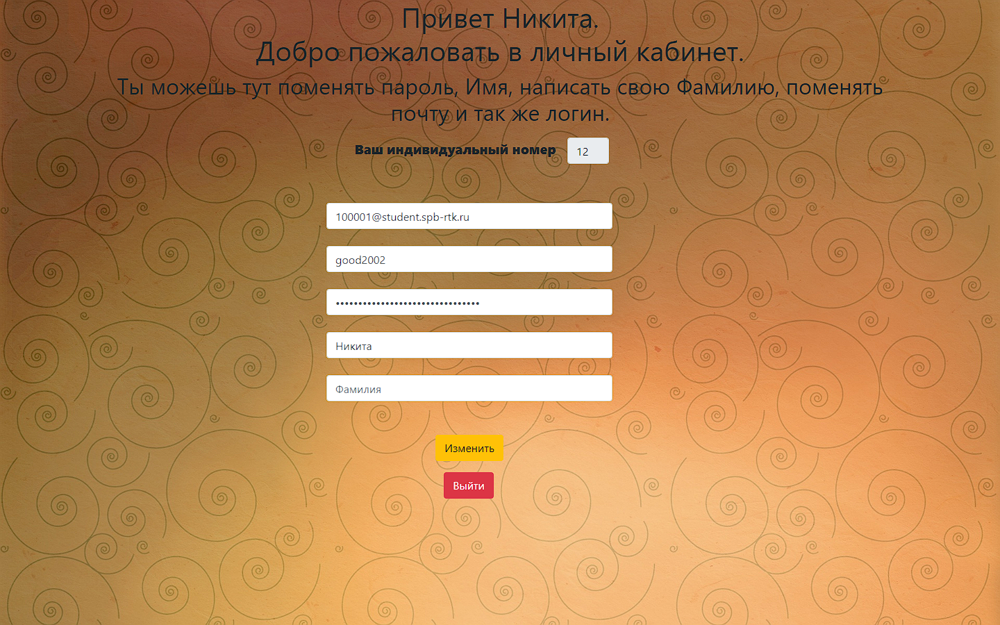 Привет Никита.
Добро пожаловать в личный кабинет.
Ты можешь тут поменять пароль, Имя, написать свою Фамилию, поменять
почту и так же логин.
Ваш индивидуальный номер 12
100001@student.spb-rtk.ru
good2002
••••••••••••••••••••••••••••••••
Никита
Фамилия
Изменить
Выйти